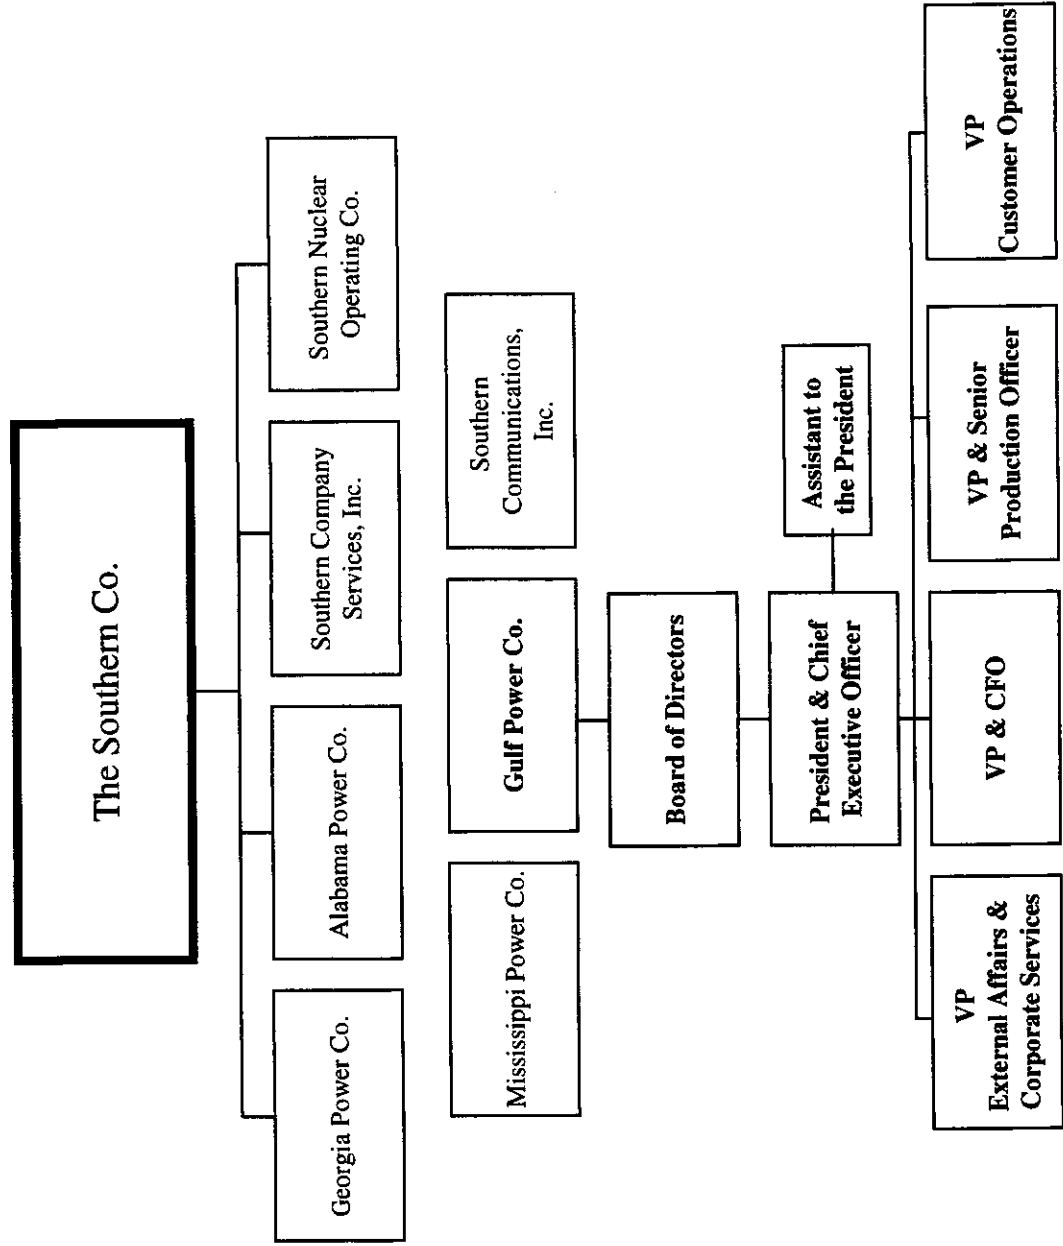 The Southern Co.
Georgia Power Co.
Alabama Power Co.
Southern Company
Services, Inc.
Southern Nuclear
Operating Co.
Mississippi Power Co.
Gulf Power Co.
Southern
Communications,
Inc.
Board of Directors
President & Chief
Executive Officer
Assistant to
the President
VP
External Affairs &
Corporate Services
VP & CFO
VP & Senior
Production Officer
VP
Customer Operations